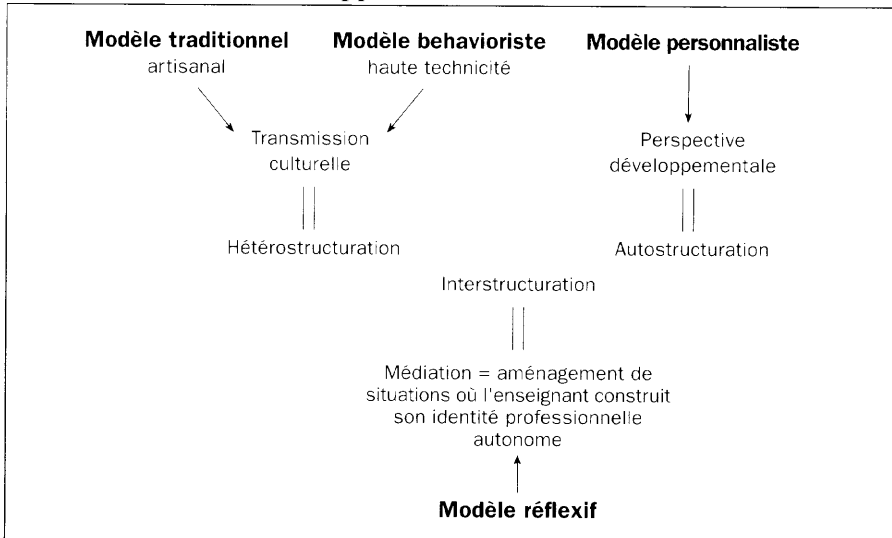 Modèle traditionnel
artisanal
Modèle behavioriste
haute technicité
Modèle personnaliste
Transmission
culturelle
Perspective
développementale
Hétérostructuration
Autostructuration
Interstructuration
Médiation = aménagement de
situations où l'enseignant construit
son identité professionnelle
autonome
Modèle réflexif